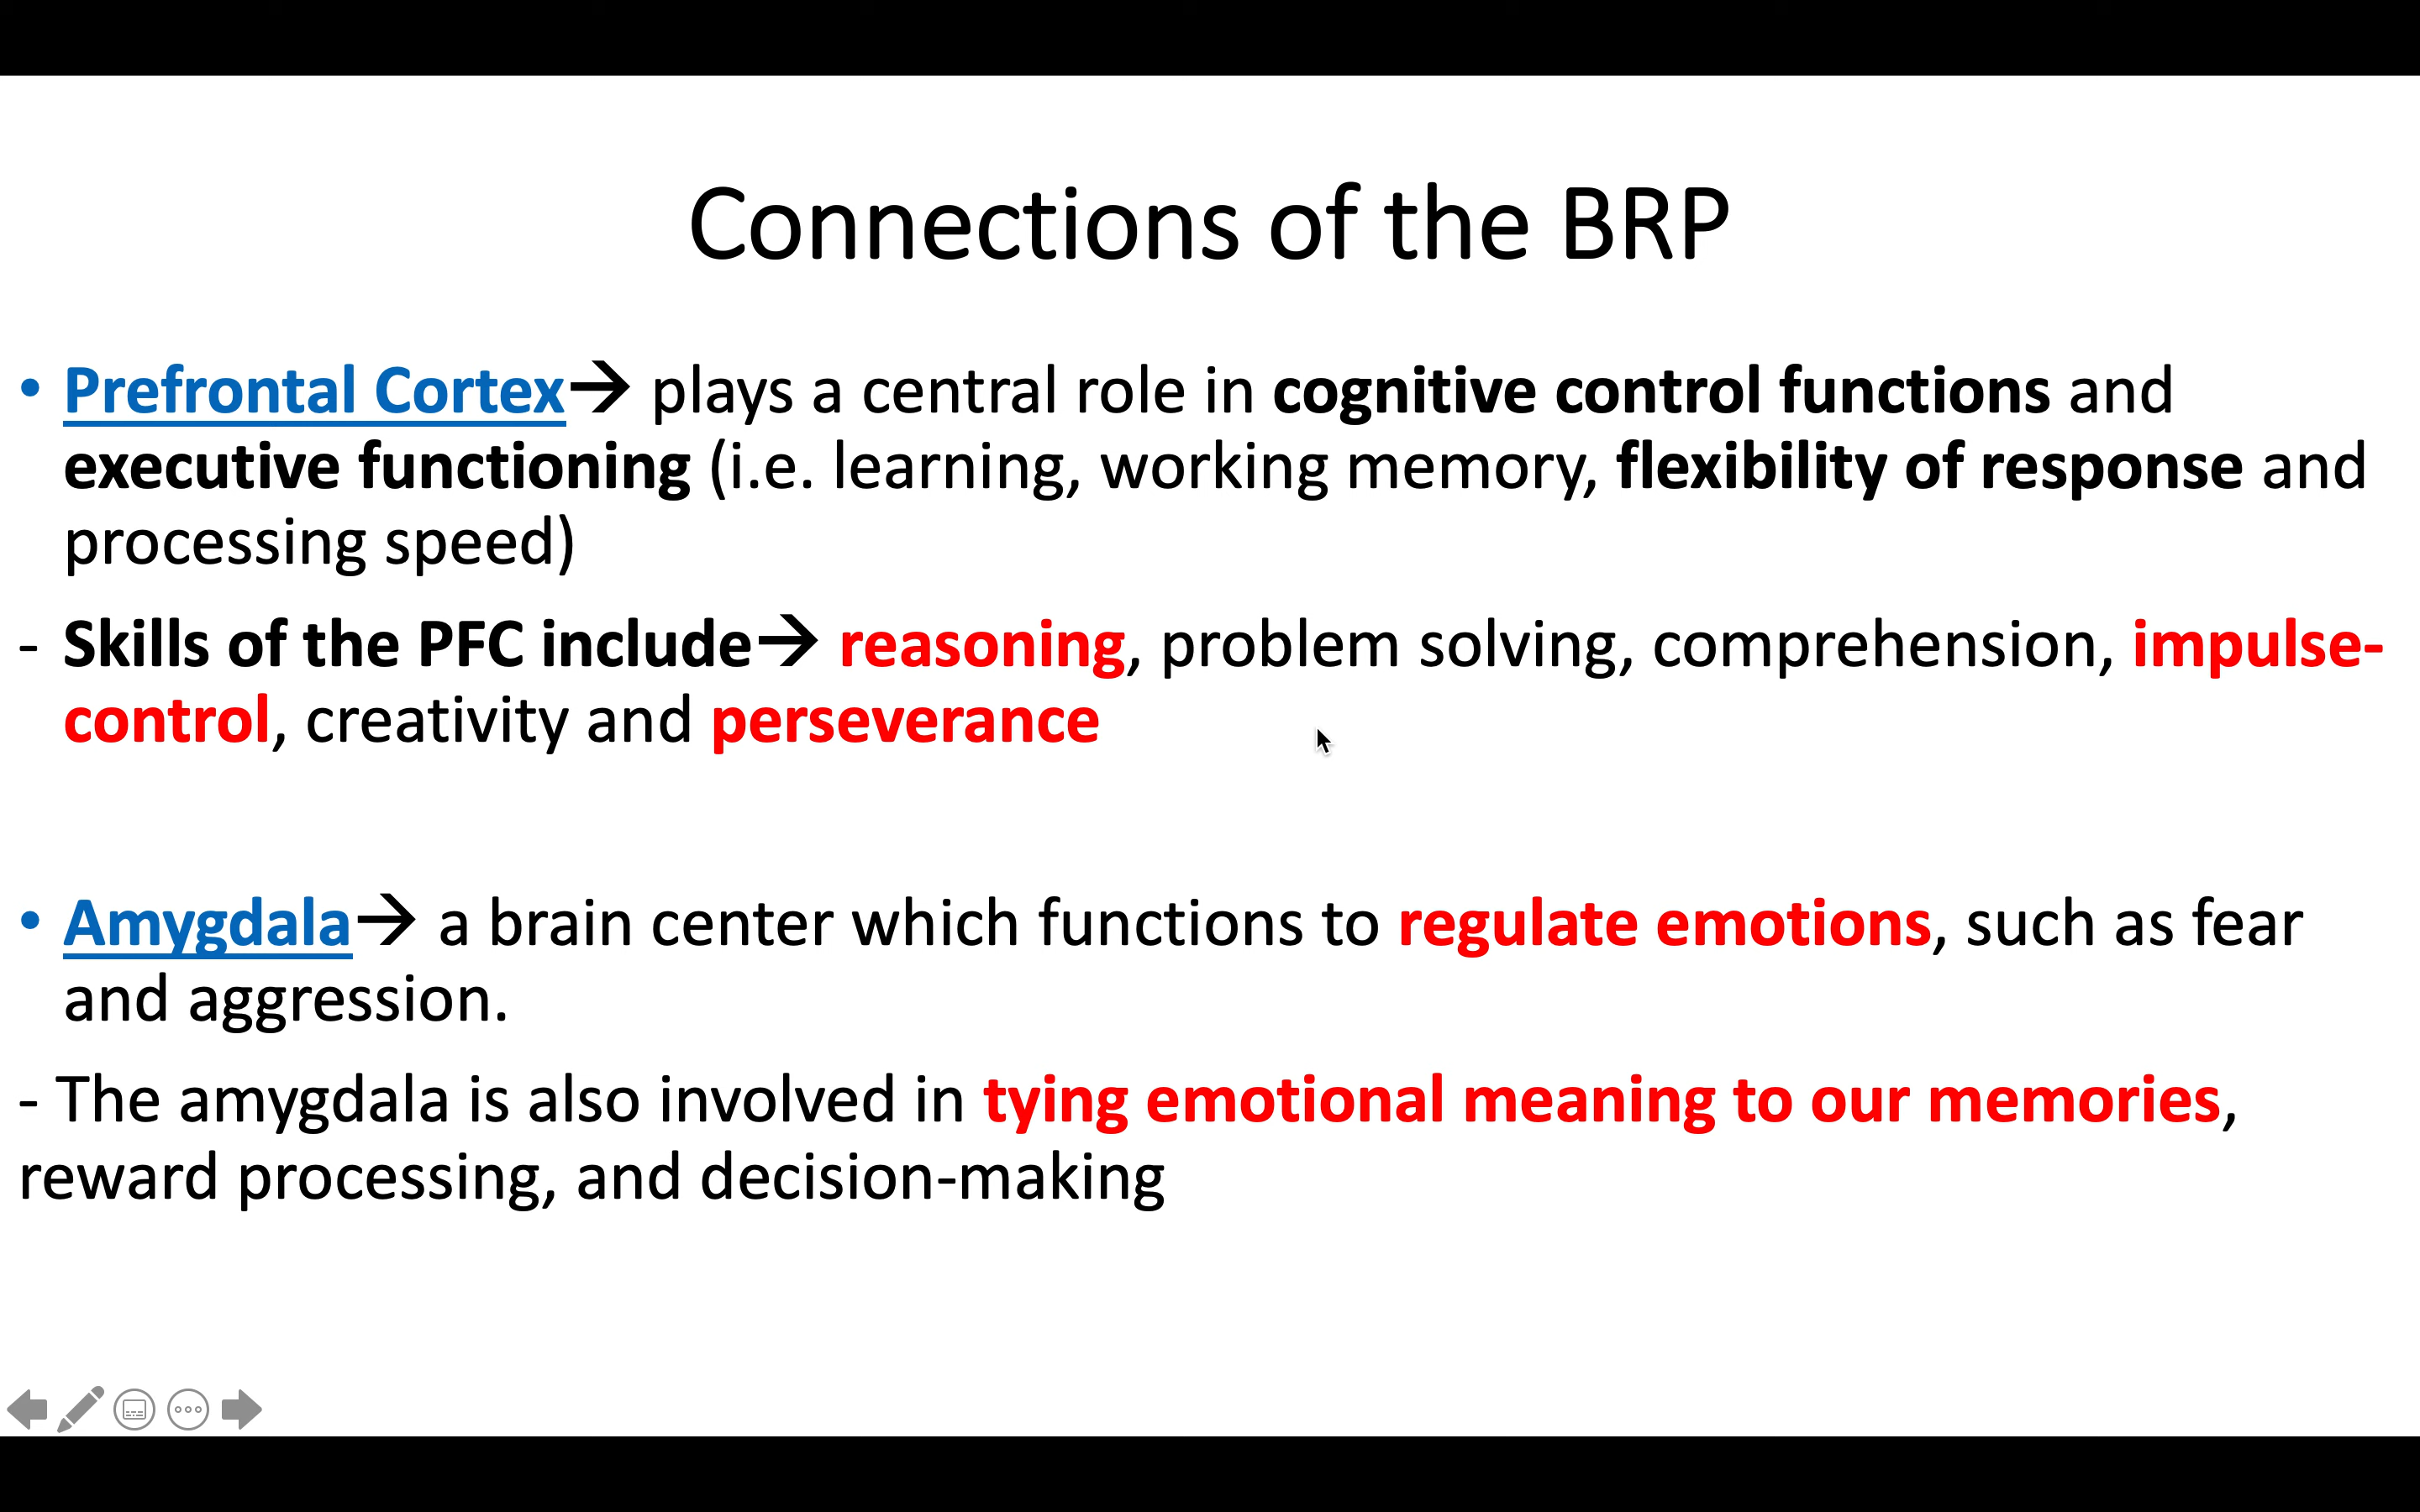 Connections of the BRP
• Prefrontal Cortex→ plays a central role in cognitive control functions and
executive functioning (i.e. learning, working memory, flexibility of response and
processing speed)
- Skills of the PFC include→ reasoning, problem solving, comprehension, impulse-
control, creativity and perseverance
• Amygdala→ a brain center which functions to regulate emotions, such as fear
and aggression.
- The amygdala is also involved in tying emotional meaning to our memories,
reward processing, and decision-making